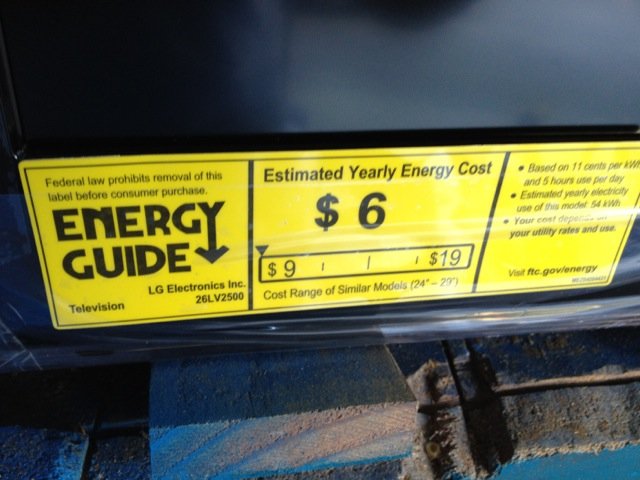 Federal law prohibits removal of this
label before consumer purchase.
ENERGY
GUIDE
LG Electronics Inc.
Television
26LV2500
Estimated Yearly Energy Cost
$ 6
$ 9
$19
Cost Range of Similar Models (24" – 29")
• Based on 11 cents per kWh
and 5 hours use per day
• Estimated yearly electricity
use of this model: 54 kWh
• Your cost depends on
your utility rates and use.
Visit ftc.gov/energy